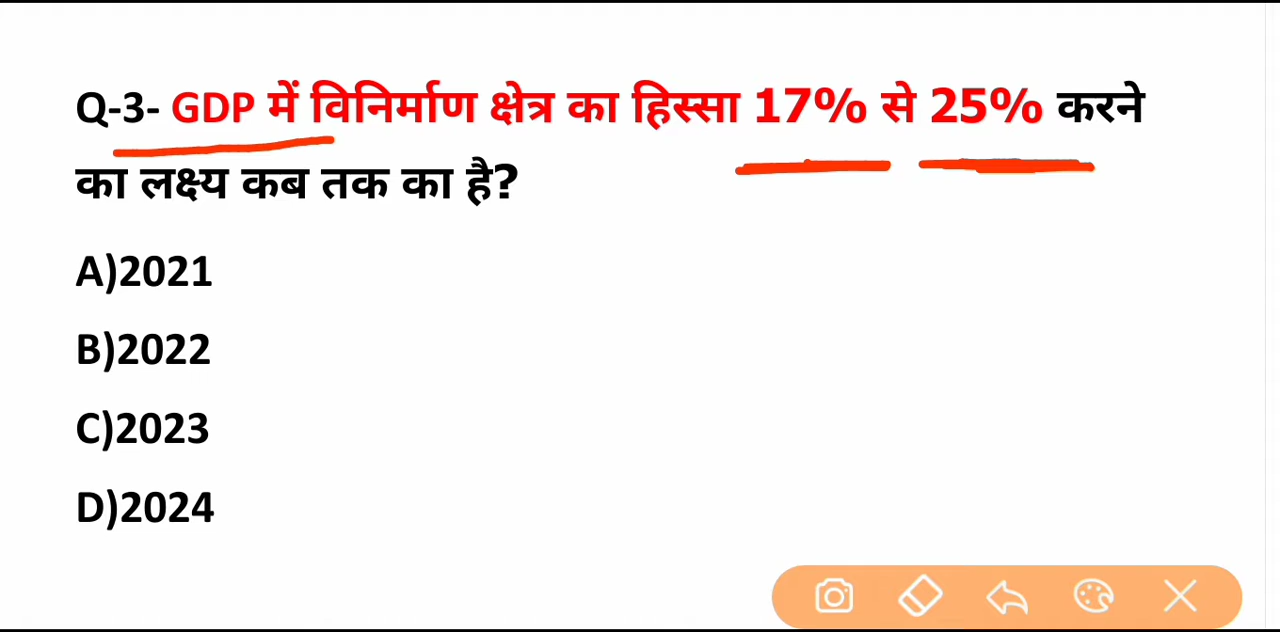 Q-3- GDP में विनिर्माण क्षेत्र का हिस्सा 17% से 25% करने
का लक्ष्य कब तक का है?
A)2021
B)2022
C)2023
D)2024